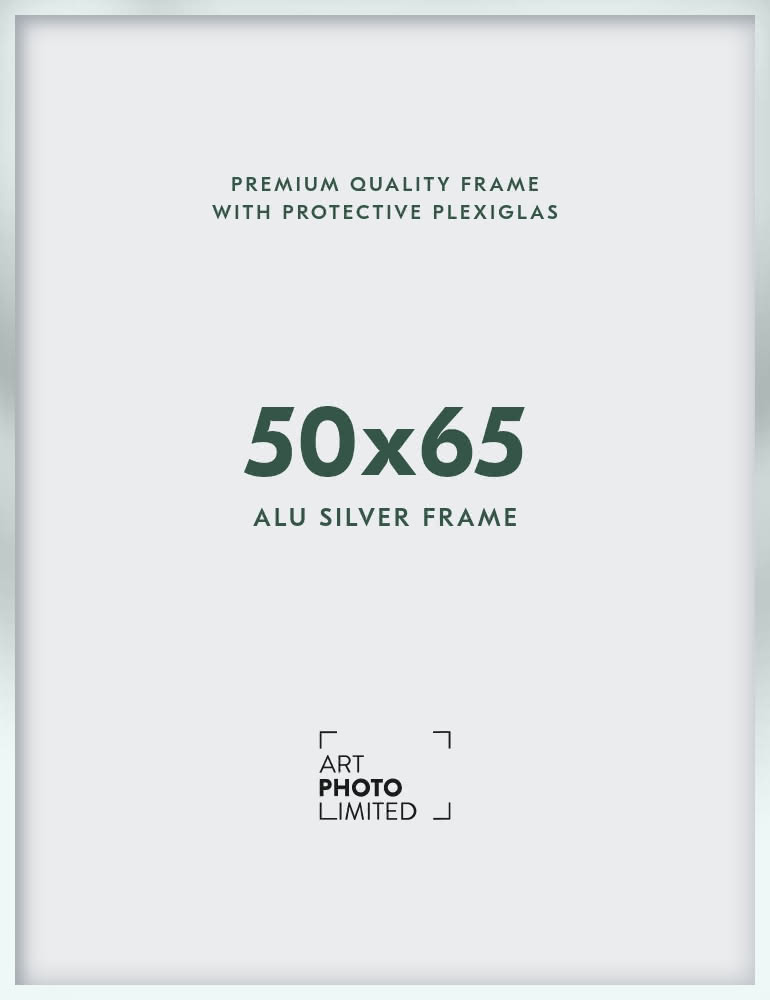 PREMIUM QUALITY FRAME
WITH PROTECTIVE PLEXIGLAS
50x65
ALU SILVER FRAME
ART
PHOTO
LIMITED